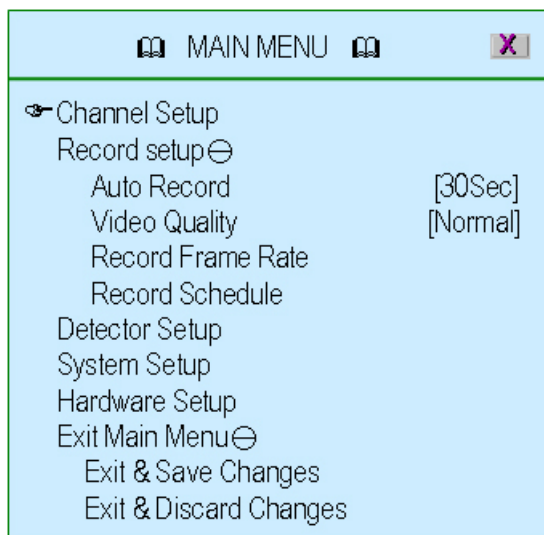 MAIN MENU X
Channel Setup
Record setup
Auto Record [30Sec]
Video Quality [Normal]
Record Frame Rate
Record Schedule
Detector Setup
System Setup
Hardware Setup
Exit Main Menu
Exit & Save Changes
Exit & Discard Changes